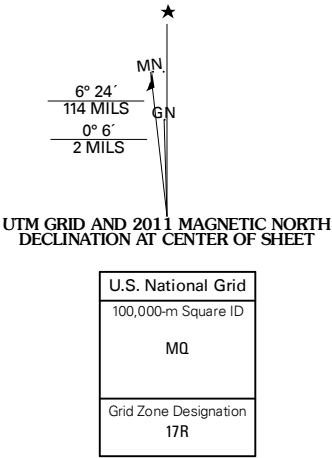 ★
MN
6° 24´
114 MILS
GN
0° 6´
2 MILS
UTM GRID AND 2011 MAGNETIC NORTH
DECLINATION AT CENTER OF SHEET
U.S. National Grid
100,000-m Square ID
MQ
Grid Zone Designation
17R